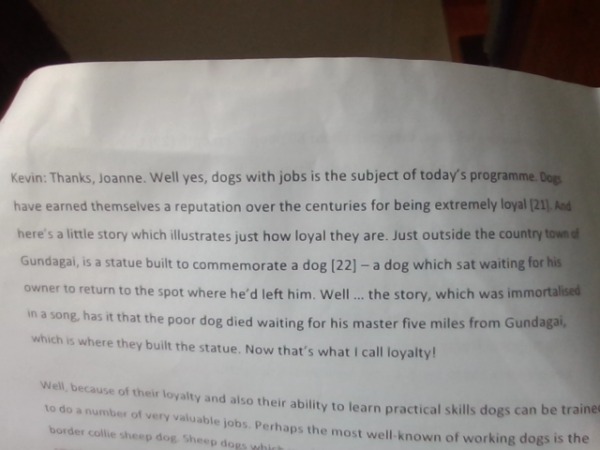 Kevin: Thanks, Joanne. Well yes, dogs with jobs is the subject of today's programme. Dogs
have earned themselves a reputation over the centuries for being extremely loyal [21]. And
here's a little story which illustrates just how loyal they are. Just outside the country town of
Gundagai, is a statue built to commemorate a dog [22] – a dog which sat waiting for his
owner to return to the spot where he'd left him. Well ... the story, which was immortalised
in a song, has it that the poor dog died waiting for his master five miles from Gundagai,
which is where they built the statue. Now that's what I call loyalty!
Well, because of their loyalty and also their ability to learn practical skills dogs can be traine
to do a number of very valuable jobs. Perhaps the most well-known of working dogs is the
border collie sheep dog. Sheep dogs which